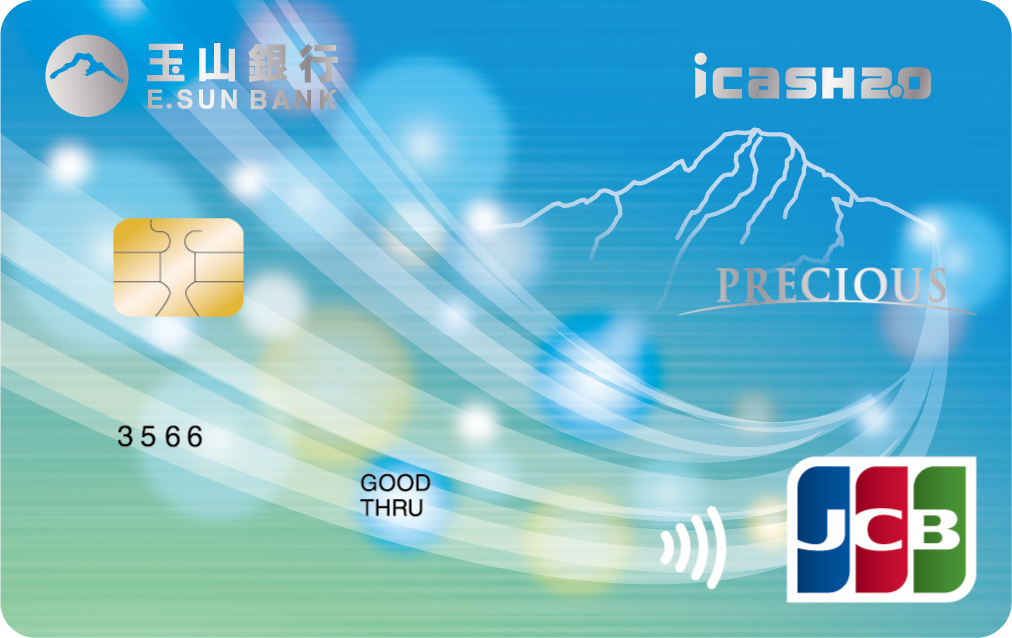 玉山銀行
E.SUN BANK
icash2.0
PRECIOUS
3566
GOOD
THRU
JCB